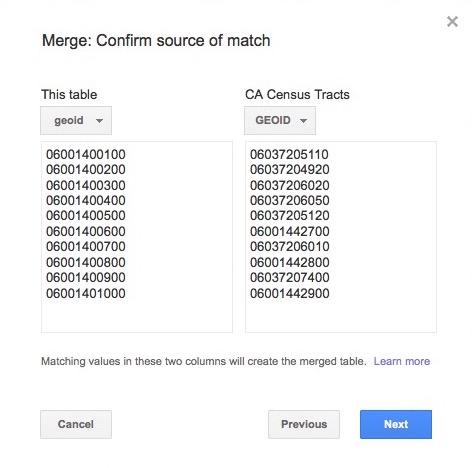 Merge: Confirm source of match
This table
geoid
06001400100
06001400200
06001400300
06001400400
06001400500
06001400600
06001400700
06001400800
06001400900
06001401000
CA Census Tracts
GEOID
06037205110
06037204920
06037206020
06037206050
06037205120
06001442700
06037206010
06001442800
06037207400
06001442900
Matching values in these two columns will create the merged table. Learn more
Cancel
Previous
Next